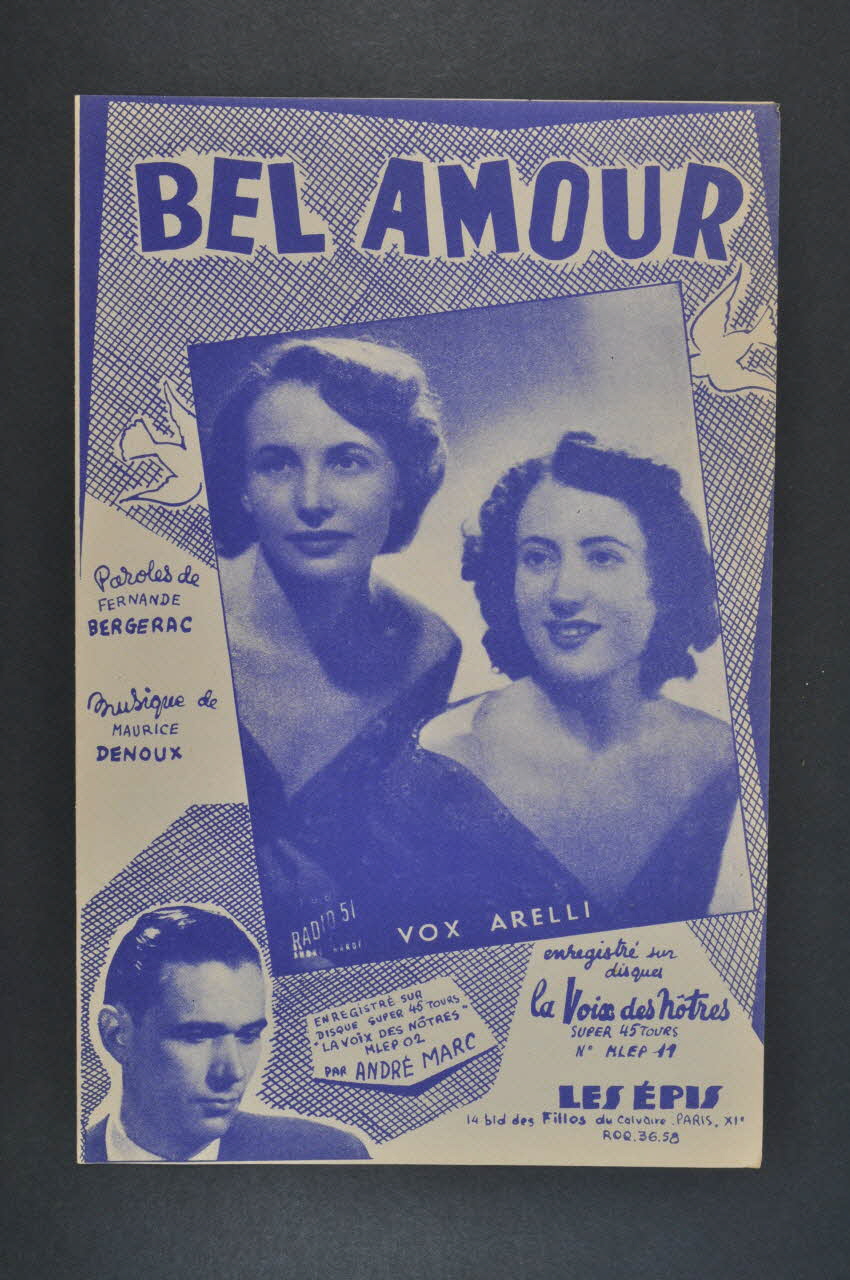 BEL AMOUR
Paroles de
FERNANDE
BERGERAC
Musique de
MAURICE
DENOUX
RADIO 51
VOX ARELLI
ENREGISTRÉ SUR
DISQUE SUPER 45 TOURS
"LA VOIX DES NÔTRES"
MLEP 02
PAR ANDRÉ MARC
enregistré sur
disques
la Voix des Nôtres
SUPER 45 TOURS
N° MLEP 11
LES ÉPIS
14 bld des Filles du Calvaire . PARIS. XI°
ROQ.36.58